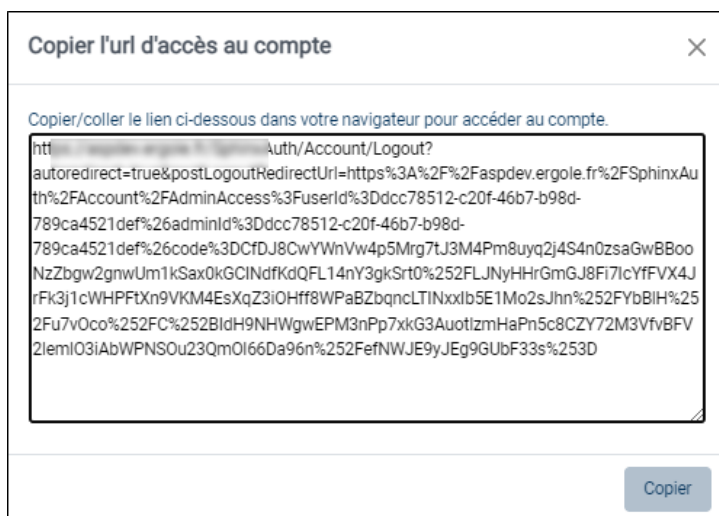 Copier l'url d'accès au compte
Copier/coller le lien ci-dessous dans votre navigateur pour accéder au compte.
Auth/Account/Logout?
autoredirect=true&postLogoutRedirectUrl=https%3A%2F%2Faspdev.ergole.fr%2FSphinxAu
th%2FAccount%2FAdminAccess%3FuserId%3Ddcc78512-c20f-46b7-b98d-
789ca4521def%26adminId%3Ddcc78512-c20f-46b7-b98d-
789ca4521def%26code%3DCfDJ8CwYWnVw4p5Mrg7tJ3M4Pm8uyq2j4S4n0zsaGwBBoo
NzZbgw2gnwUm1kSax0kGClNdfKdQFL14nY3gkSrt0%252FLJNyHHrGmGJ8Fi7IcYfFVX4J
rFk3j1cWHPFtXn9VKM4EsXqZ3iOHff8WPaBZbqncLTINxxIb5E1Mo2sJhn%252FYbBlH%25
2Fu7vOco%252FC%252BIdH9NHWgwEPM3nPp7xkG3AuotIzmHaPn5c8CZY72M3VfvBFV
2IemIO3iAbWPNSOu23QmOl66Da96n%252FefNWJE9yJEg9GUbF33s%253D
Copier